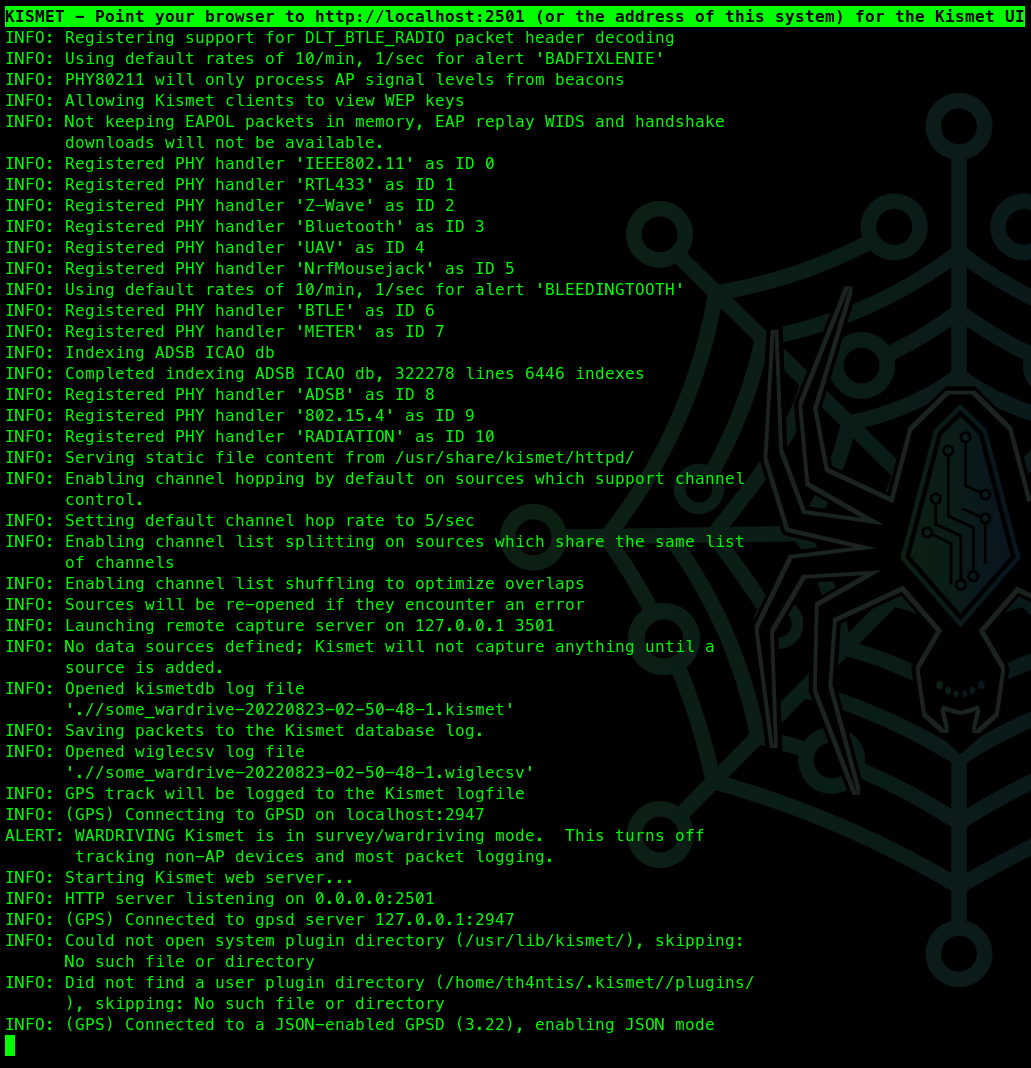 KISMET - Point your browser to http://localhost:2501 (or the address of this system) for the Kismet UI
INFO: Registering support for DLT_BTLE_RADIO packet header decoding
INFO: Using default rates of 10/min, 1/sec for alert 'BADFIXLENIE'
INFO: PHY80211 will only process AP signal levels from beacons
INFO: Allowing Kismet clients to view WEP keys
INFO: Not keeping EAPOL packets in memory, EAP replay WIDS and handshake
downloads will not be available.
INFO: Registered PHY handler 'IEEE802.11' as ID 0
INFO: Registered PHY handler 'RTL433' as ID 1
INFO: Registered PHY handler 'Z-Wave' as ID 2
INFO: Registered PHY handler 'Bluetooth' as ID 3
INFO: Registered PHY handler 'UAV' as ID 4
INFO: Registered PHY handler 'NrfMousejack' as ID 5
INFO: Using default rates of 10/min, 1/sec for alert 'BLEEDINGTOOTH'
INFO: Registered PHY handler 'BTLE' as ID 6
INFO: Registered PHY handler 'METER' as ID 7
INFO: Indexing ADSB ICAO db
INFO: Completed indexing ADSB ICAO db, 322278 lines 6446 indexes
INFO: Registered PHY handler 'ADSB' as ID 8
INFO: Registered PHY handler '802.15.4' as ID 9
INFO: Registered PHY handler 'RADIATION' as ID 10
INFO: Serving static file content from /usr/share/kismet/httpd/
INFO: Enabling channel hopping by default on sources which support channel
control.
INFO: Setting default channel hop rate to 5/sec
INFO: Enabling channel list splitting on sources which share the same list
of channels
INFO: Enabling channel list shuffling to optimize overlaps
INFO: Sources will be re-opened if they encounter an error
INFO: Launching remote capture server on 127.0.0.1 3501
INFO: No data sources defined; Kismet will not capture anything until a
source is added.
INFO: Opened kismetdb log file
'.//some_wardrive-20220823-02-50-48-1.kismet'
INFO: Saving packets to the Kismet database log.
INFO: Opened wiglecsv log file
'.//some_wardrive-20220823-02-50-48-1.wiglecsv'
INFO: GPS track will be logged to the Kismet logfile
INFO: (GPS) Connecting to GPSD on localhost:2947
ALERT: WARDRIVING Kismet is in survey/wardriving mode.  This turns off
tracking non-AP devices and most packet logging.
INFO: Starting Kismet web server...
INFO: HTTP server listening on 0.0.0.0:2501
INFO: (GPS) Connected to gpsd server 127.0.0.1:2947
INFO: Could not open system plugin directory (/usr/lib/kismet/), skipping:
No such file or directory
INFO: Did not find a user plugin directory (/home/th4ntis/.kismet//plugins/
), skipping: No such file or directory
INFO: (GPS) Connected to a JSON-enabled GPSD (3.22), enabling JSON mode